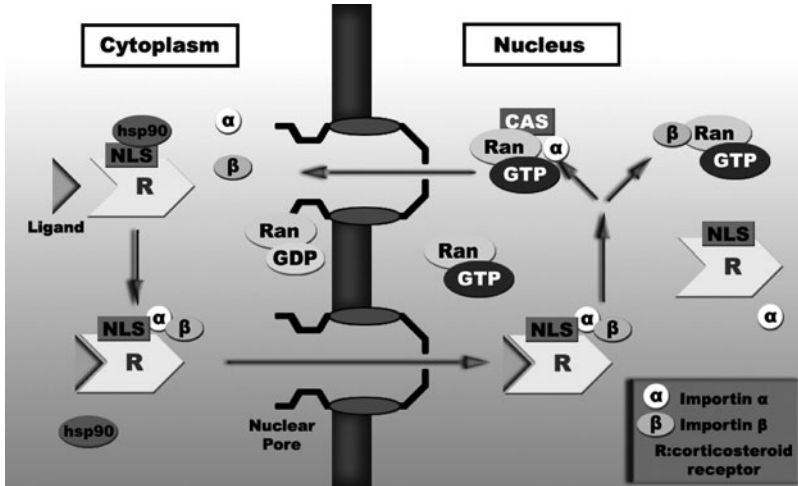 Cytoplasm
Nucleus
hsp90
NLS
R
Ligand
α
β
CAS
Ran
α
GTP
β
Ran
GTP
Ran
GDP
Ran
GTP
NLS
R
α
NLS
α
β
R
hsp90
Nuclear
Pore
NLS
α
β
R
α Importin α
β Importin β
R:corticosteroid
receptor